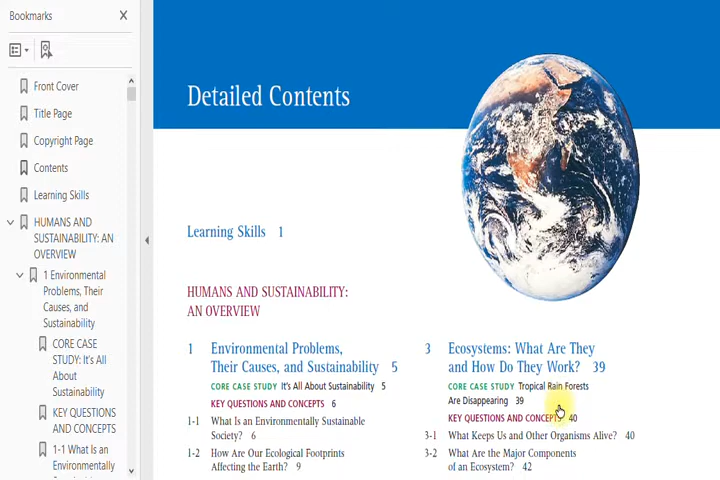 Bookmarks
Front Cover
Title Page
Copyright Page
Contents
Learning Skills
HUMANS AND
SUSTAINABILITY: AN
OVERVIEW
1 Environmental
Problems, Their
Causes, and
Sustainability
CORE CASE
STUDY: It's All
About
Sustainability
KEY QUESTIONS
AND CONCEPTS
1-1 What Is an
Environmentally
Detailed Contents
Learning Skills 1
HUMANS AND SUSTAINABILITY:
AN OVERVIEW
1 Environmental Problems,
Their Causes, and Sustainability 5
CORE CASE STUDY It's All About Sustainability 5
KEY QUESTIONS AND CONCEPTS 6
1-1 What Is an Environmentally Sustainable
Society? 6
1-2 How Are Our Ecological Footprints
Affecting the Earth? 9
3 Ecosystems: What Are They
and How Do They Work? 39
CORE CASE STUDY Tropical Rain Forests
Are Disappearing 39
KEY QUESTIONS AND CONCEPTS 40
3-1 What Keeps Us and Other Organisms Alive? 40
3-2 What Are the Major Components
of an Ecosystem? 42